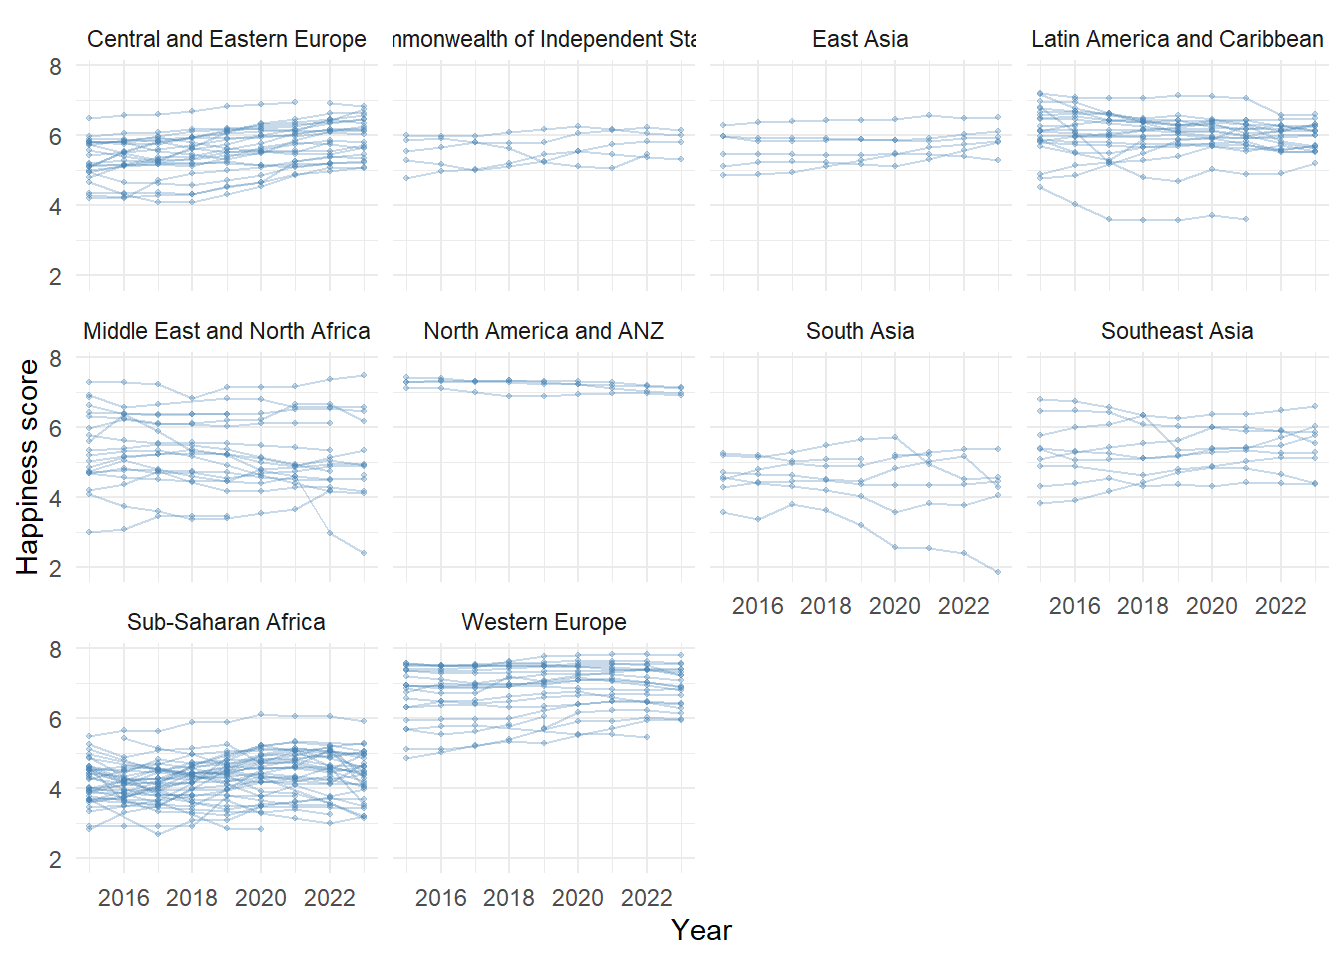 Central and Eastern Europe
mmonwealth of Independent Sta
East Asia
Latin America and Caribbean
8
6
4
2
Middle East and North Africa
North America and ANZ
South Asia
Southeast Asia
8
6
4
2
Happiness score
2016 2018 2020 2022
2016 2018 2020 2022
Sub-Saharan Africa
Western Europe
8
6
4
2
2016 2018 2020 2022
2016 2018 2020 2022
Year